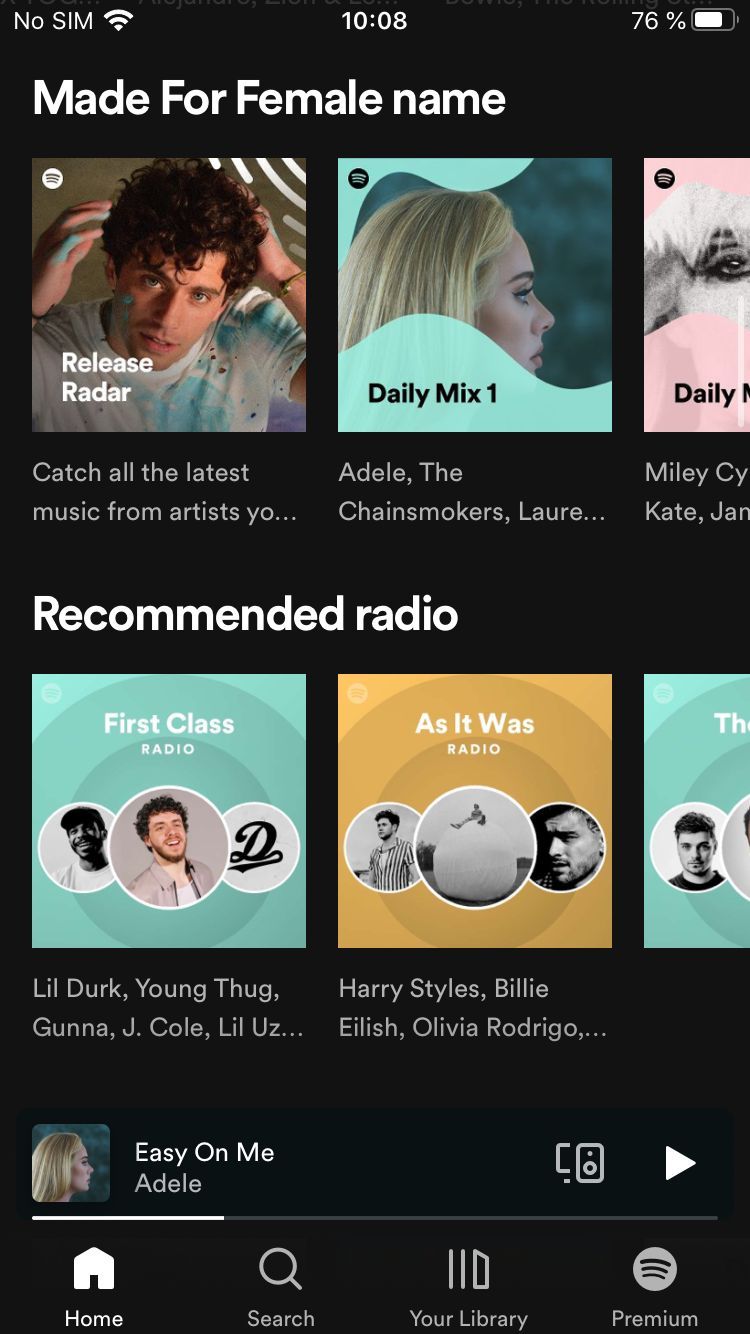 No SIM 10:08 76 %
Made For Female name
Release
Radar
Daily Mix 1
Daily
Catch all the latest
music from artists yo...
Adele, The
Chainsmokers, Laure...
Miley Cy
Kate, Jan
Recommended radio
First Class
RADIO
As It Was
RADIO
The
D
Lil Durk, Young Thug,
Gunna, J. Cole, Lil Uz...
Harry Styles, Billie
Eilish, Olivia Rodrigo,...
Easy On Me
Adele
Home
Search
Your Library
Premium